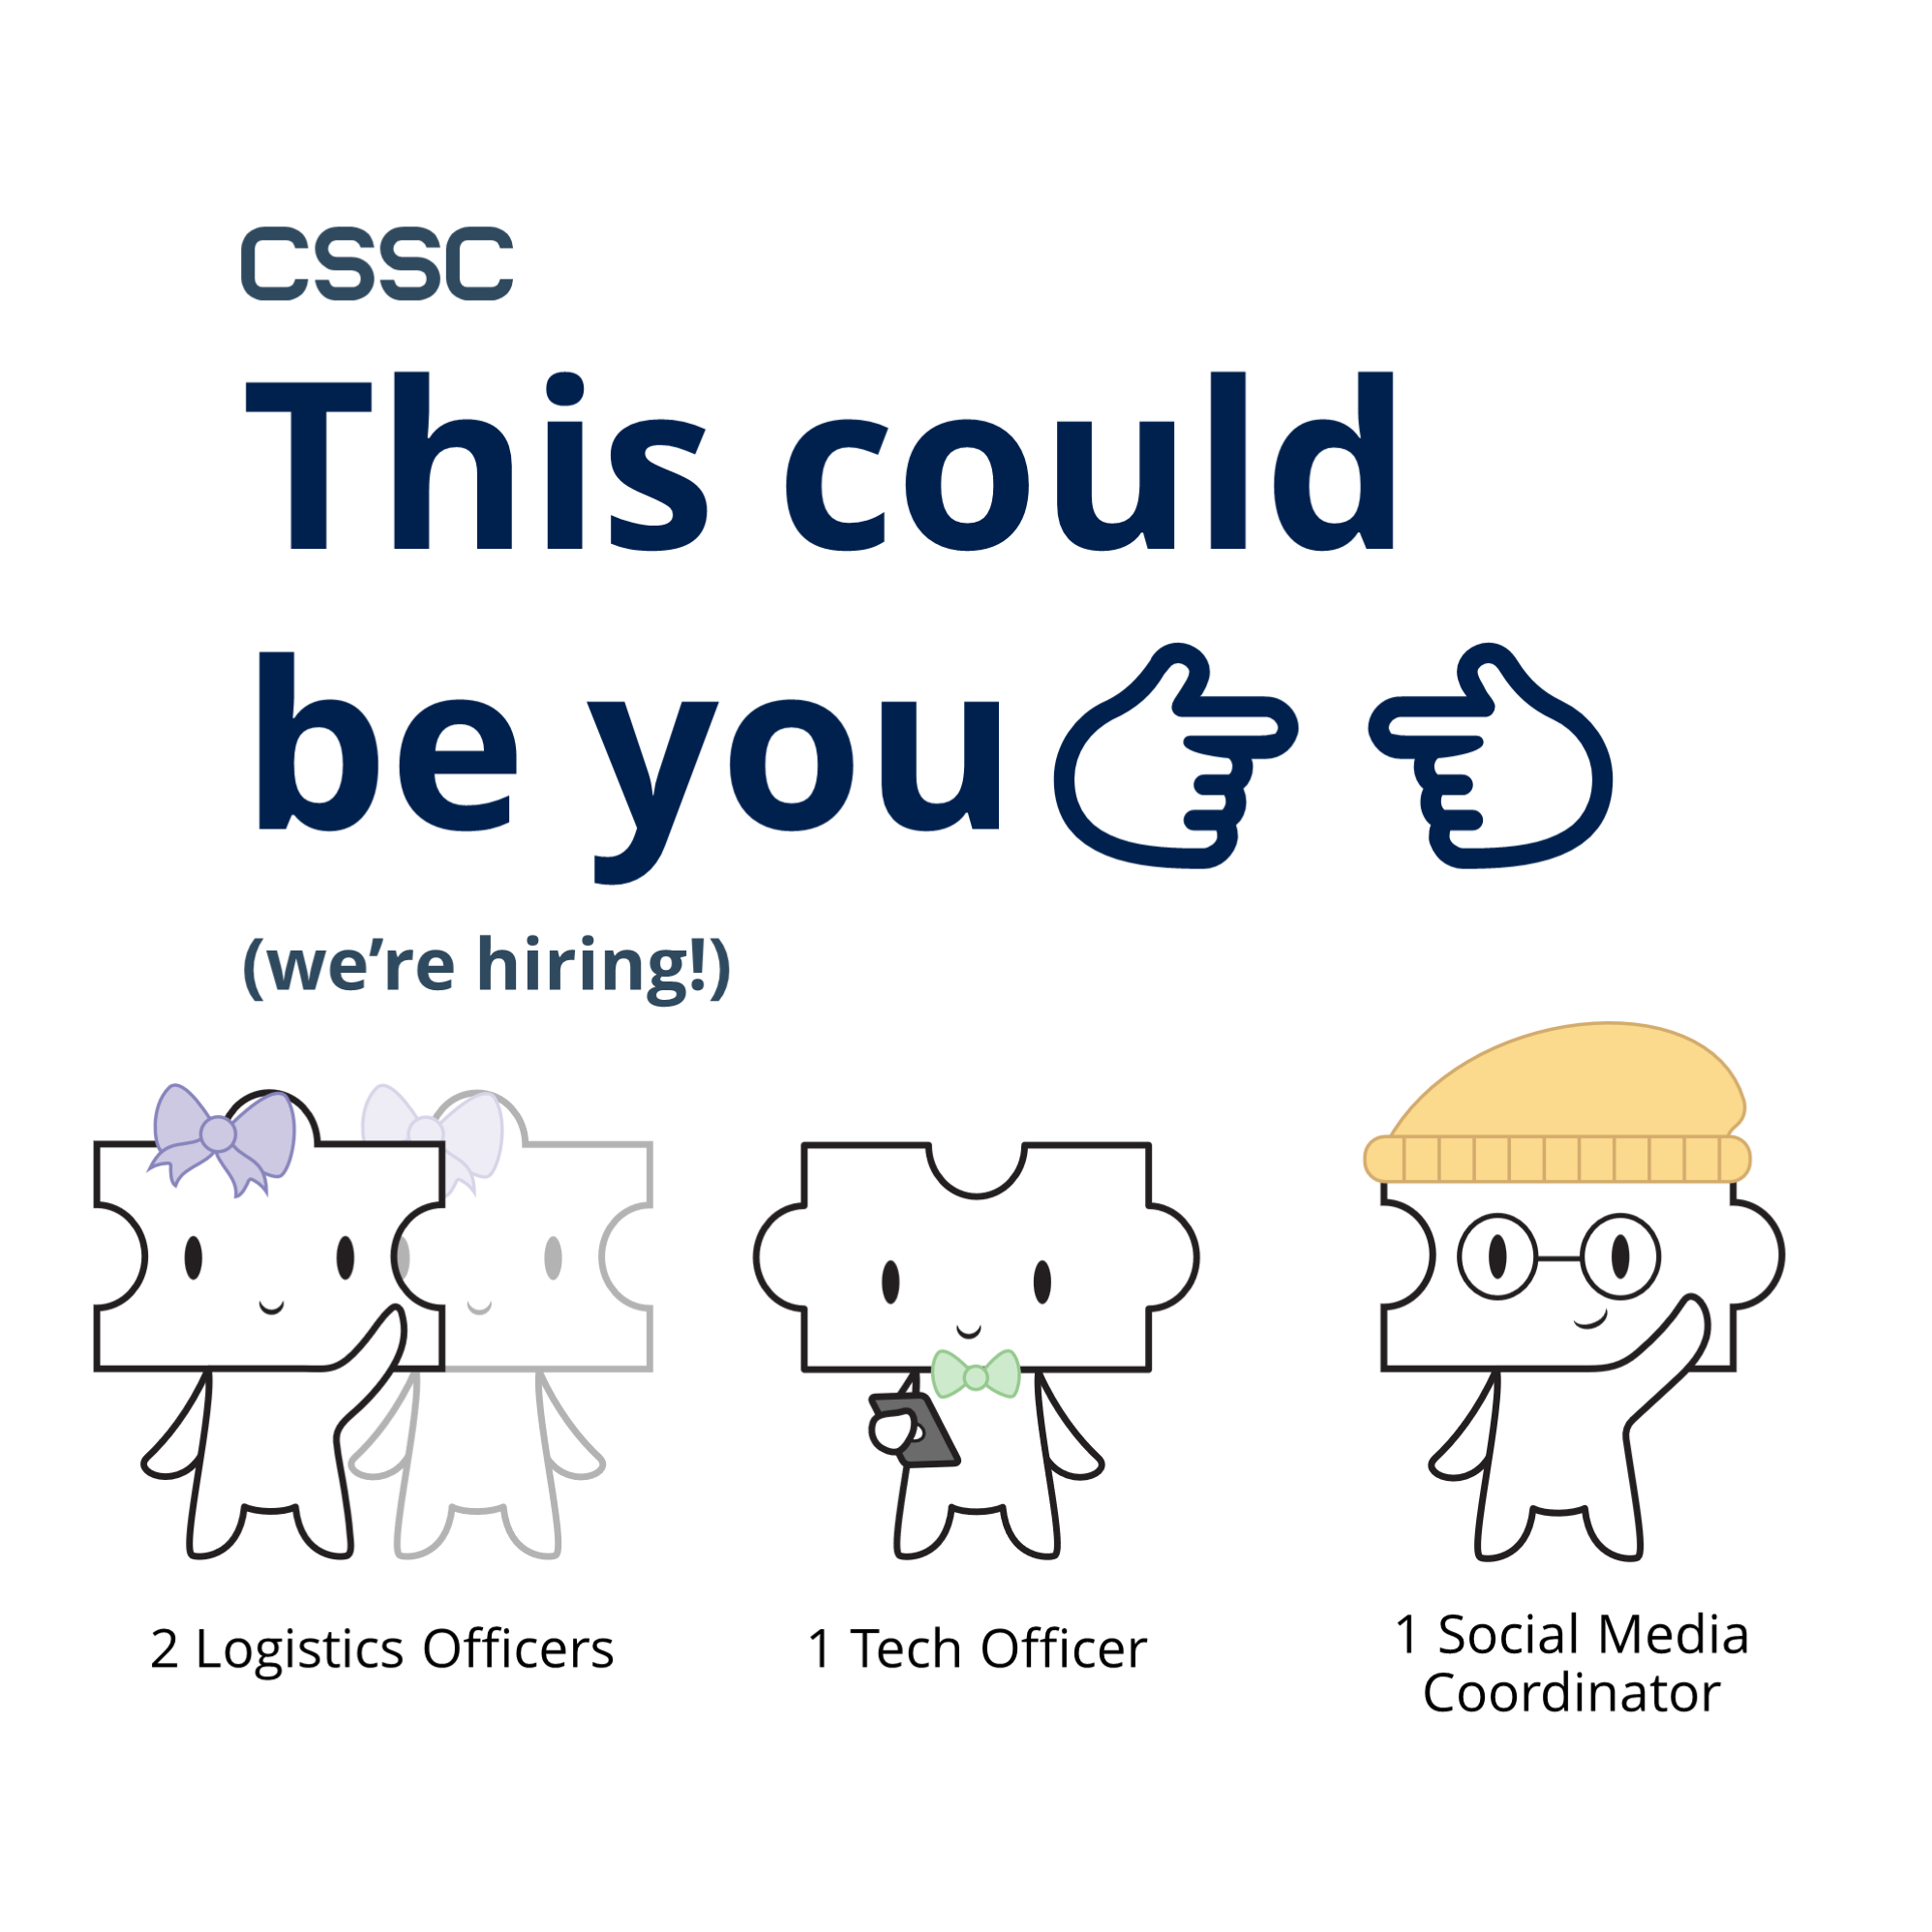 CSSC
This could
be you
(we're hiring!)
2 Logistics Officers
1 Tech Officer
1 Social Media
Coordinator